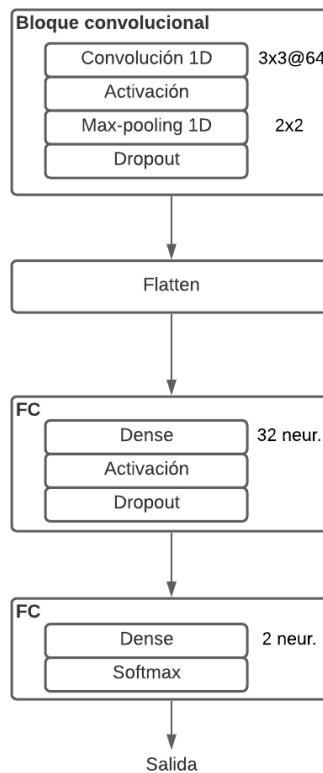 Bloque convolucional
Convolución 1D 3x3@64
Activación
Max-pooling 1D 2x2
Dropout
Flatten
FC
Dense 32 neur.
Activación
Dropout
FC
Dense 2 neur.
Softmax
Salida